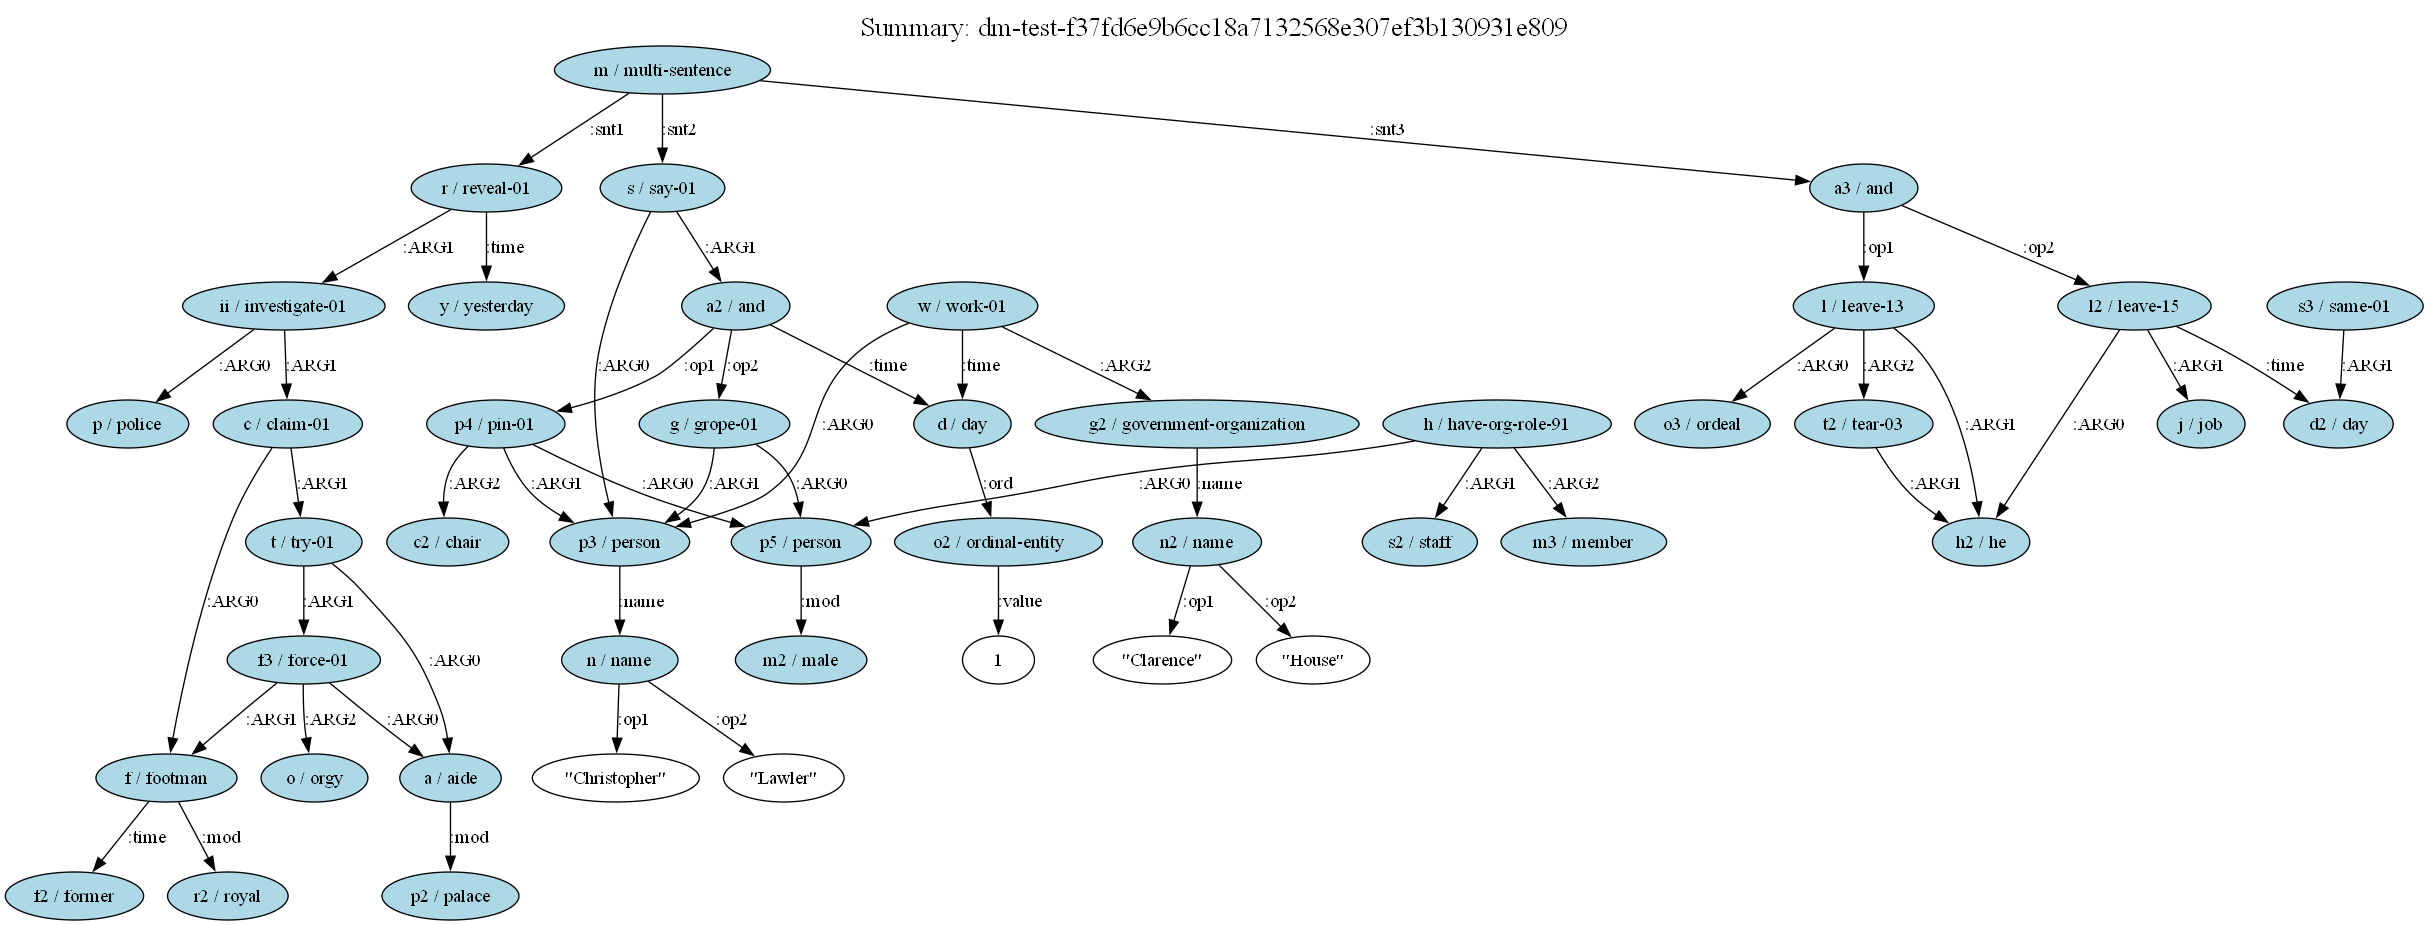 Summary: dm-test-f37fd6e9b6cc18a7132568e307ef3b130931e809
m / multi-sentence
:snt1
:snt2
:snt3
r / reveal-01
s / say-01
a3 / and
:ARG1
:time
:ARG1
:op1
:op2
ii / investigate-01
y / yesterday
a2 / and
w / work-01
l / leave-13
l2 / leave-15
s3 / same-01
:ARG0
:ARG1
:ARG0
:op1
:op2
:time
:time
:ARG2
:ARG0
:ARG2
:ARG1
:time
:ARG1
p / police
c / claim-01
p4 / pin-01
g / grope-01
d / day
g2 / government-organization
h / have-org-role-91
o3 / ordeal
t2 / tear-03
j / job
d2 / day
:ARG0
:ARG1
:ARG0
:ARG1
:ARG2
:ARG1
:ARG0
:ARG1
:ARG0
:ord
:ARG0
:name
:ARG1
:ARG2
:ARG1
t / try-01
c2 / chair
p3 / person
p5 / person
o2 / ordinal-entity
n2 / name
s2 / staff
m3 / member
h2 / he
:ARG0
:ARG1
:name
:mod
:value
:op1
:op2
f3 / force-01
:ARG0
n / name
m2 / male
1
"Clarence"
"House"
:ARG1
:ARG2
:ARG0
:op1
:op2
f / footman
o / orgy
a / aide
"Christopher"
"Lawler"
:time
:mod
:mod
f2 / former
r2 / royal
p2 / palace